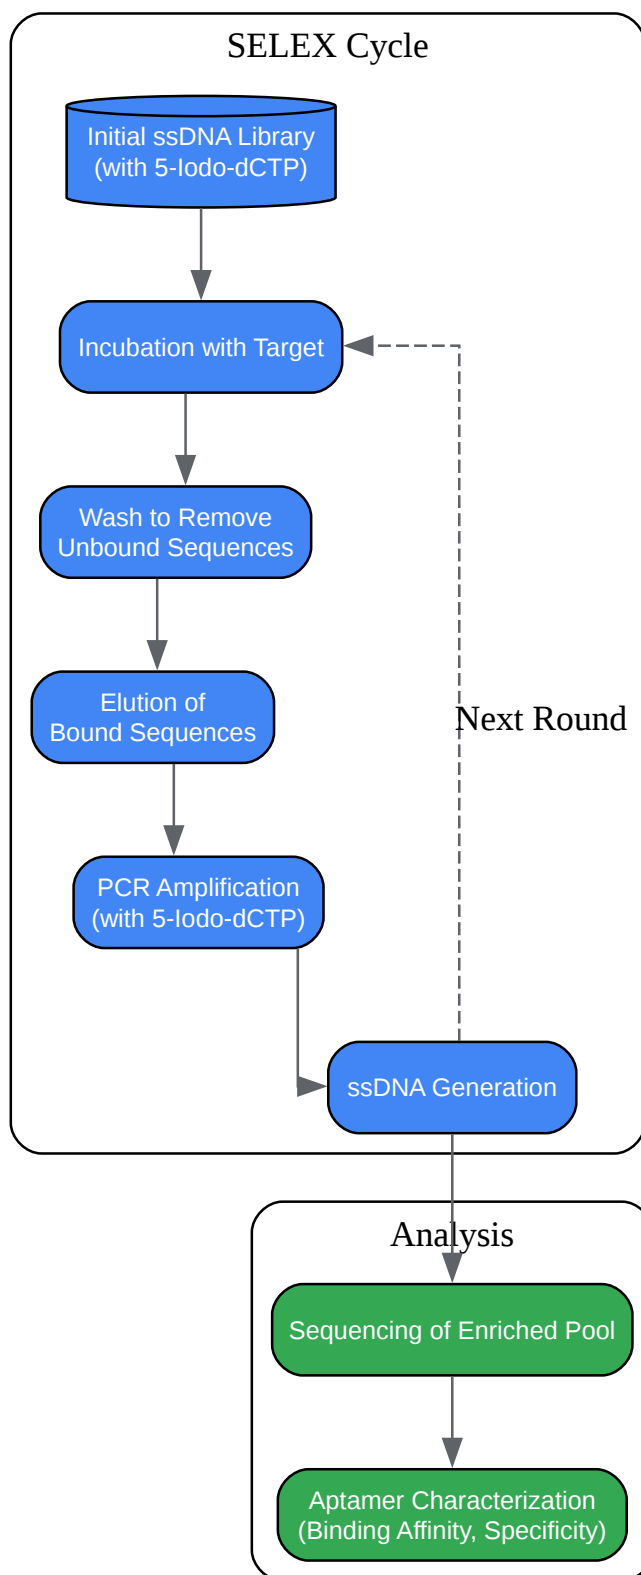 SELEX Cycle
Initial ssDNA Library
(with 5-Iodo-dCTP)
Incubation with Target
Wash to Remove
Unbound Sequences
Elution of
Bound Sequences
Next Round
PCR Amplification
(with 5-Iodo-dCTP)
ssDNA Generation
Analysis
Sequencing of Enriched Pool
Aptamer Characterization
(Binding Affinity, Specificity)